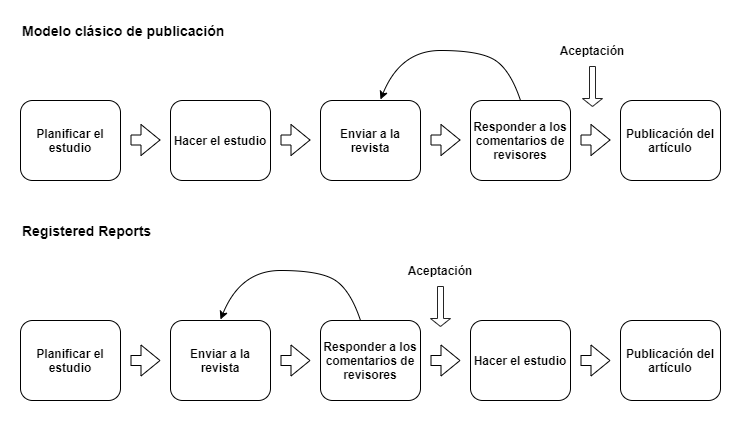 Modelo clásico de publicación
Aceptación
Planificar el
estudio
Hacer el estudio
Enviar a la
revista
Responder a los
comentarios de
revisores
Publicación del
artículo
Registered Reports
Aceptación
Planificar el
estudio
Enviar a la
revista
Responder a los
comentarios de
revisores
Hacer el estudio
Publicación del
artículo